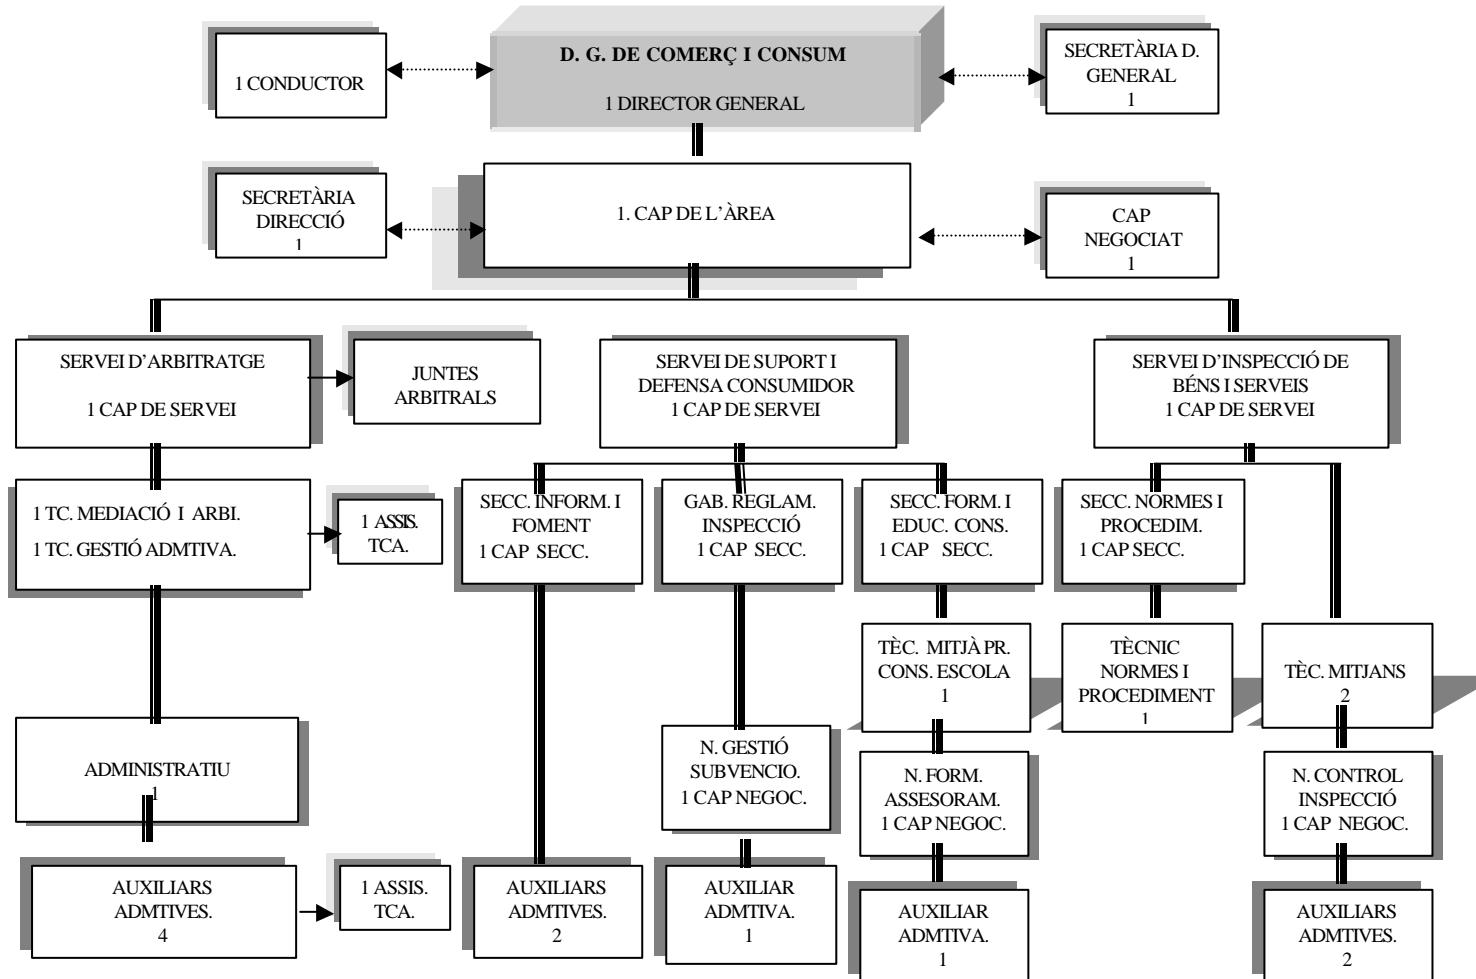 D. G. DE COMERÇ I CONSUM
1 DIRECTOR GENERAL
1 CONDUCTOR
SECRETÀRIA D.
GENERAL
1
SECRETÀRIA
DIRECCIÓ
1
1. CAP DE L'ÀREA
CAP
NEGOCIAT
1
SERVEI D'ARBITRATGE
1 CAP DE SERVEI
JUNTES
ARBITRALS
SERVEI DE SUPORT I
DEFENSA CONSUMIDOR
1 CAP DE SERVEI
SERVEI D'INSPECCIÓ DE
BÉNS I SERVEIS
1 CAP DE SERVEI
1 TC. MEDIACIÓ I ARBI.
1 TC. GESTIÓ ADMTIVA.
1 ASSIS.
TCA.
SECC. INFORM. I
FOMENT
1 CAP SECC.
GAB. REGLAM.
INSPECCIÓ
1 CAP SECC.
SECC. FORM. I
EDUC. CONS.
1 CAP SECC.
SECC. NORMES I
PROCEDIM.
1 CAP SECC.
TÈC. MITJÀ PR.
CONS. ESCOLA
1
TÈCNIC
NORMES I
PROCEDIMENT
1
TÈC. MITJANS
2
ADMINISTRATIU
1
N. GESTIÓ
SUBVENCIO.
1 CAP NEGOC.
N. FORM.
ASSESORAM.
1 CAP NEGOC.
N. CONTROL
INSPECCIÓ
1 CAP NEGOC.
AUXILIARS
ADMTIVES.
4
1 ASSIS.
TCA.
AUXILIARS
ADMTIVES.
2
AUXILIAR
ADMTIVA.
1
AUXILIAR
ADMTIVA.
1
AUXILIARS
ADMTIVES.
2